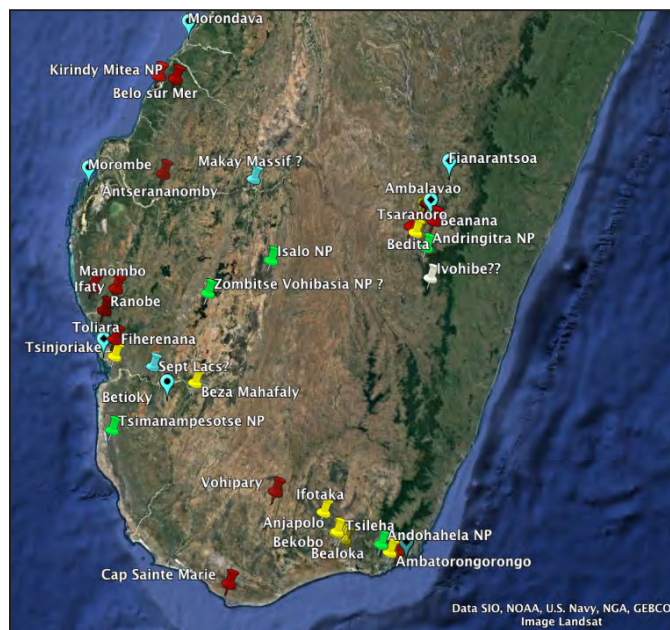 Morondava
Kirindy Mitea NP
Belo sur Mer
Morombe
Makay Massif ?
Fianarantsoa
Antserananomby
Ambalavao
Tsaranoro
Beanana
Bedita
Andringitra NP
Isalo NP
Ivohibe??
Manombo
Ifaty
Zombitse Vohibasia NP ?
Ranobe
Toliara
Fiherenana
Tsinjoriake
Sept Lacs?
Betioky
Beza Mahafaly
Tsimanampesotse NP
Vohipary
Ifotaka
Anjapolo
Tsileha
Andohahela NP
Bekobo
Bealoka
Ambatorongorongo
Cap Sainte Marie
Data SIO, NOAA, U.S. Navy, NGA, GEBCO
Image Landsat